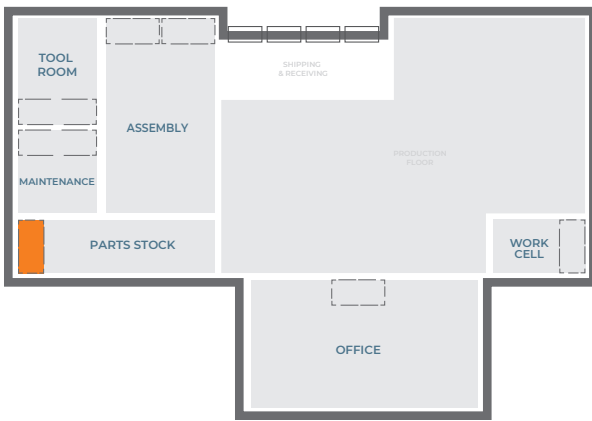 TOOL
ROOM
SHIPPING
& RECEIVING
ASSEMBLY
PRODUCTION
FLOOR
MAINTENANCE
PARTS STOCK
WORK
CELL
OFFICE